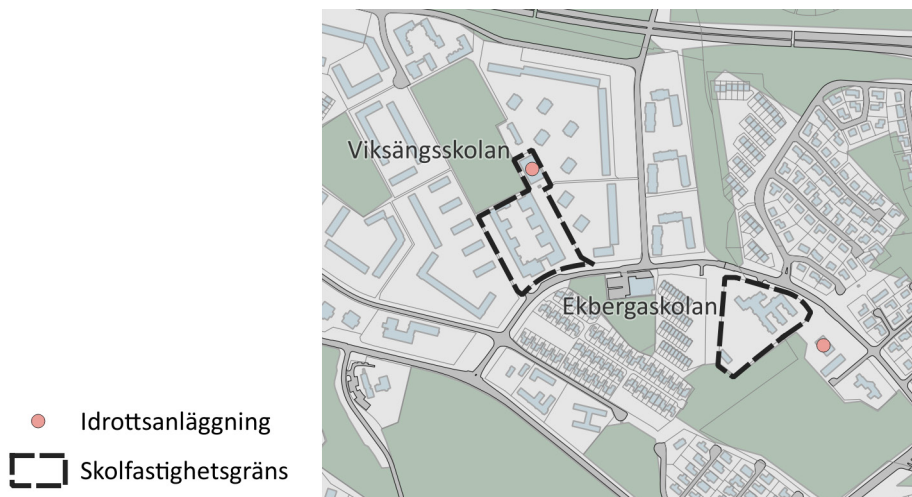 Viksängsskolan
Ekbergaskolan
Idrottsanläggning
Skolfastighetsgräns